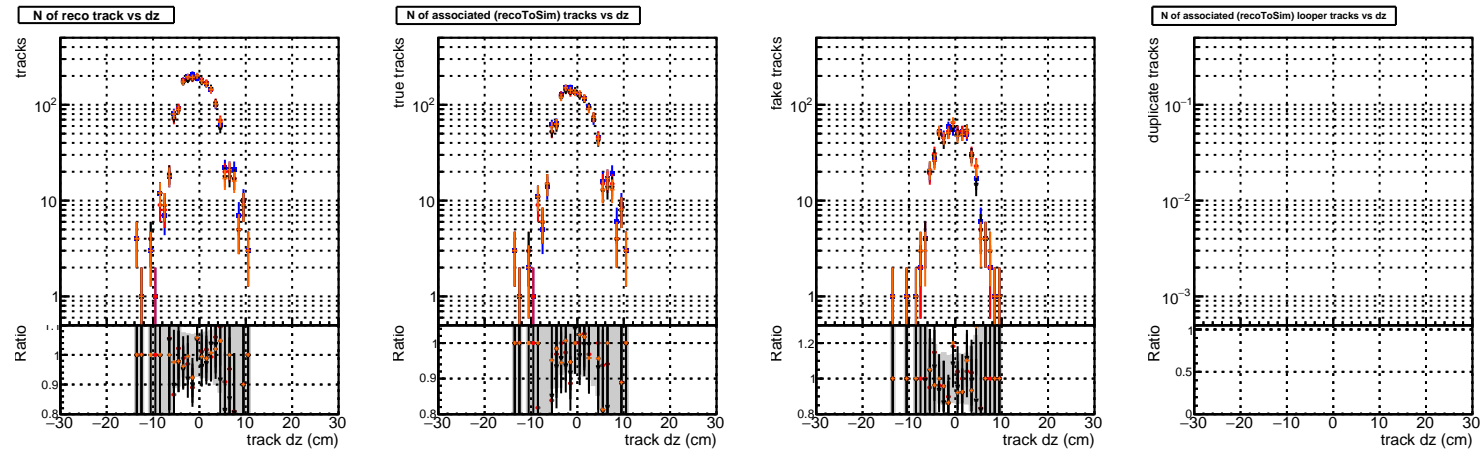 N of reco track vs dz
tracks
10²
10
1
Ratio
1.1
1
0.9
0.8
−30 −20 −10 0 10 20 30
track dz (cm)
N of associated (recoToSim) tracks vs dz
true tracks
10²
10
1
Ratio
1
0.9
0.8
−30 −20 −10 0 10 20 30
track dz (cm)
fake tracks
10²
10
1
Ratio
1.2
1
−30 −20 −10 0 10 20 30
track dz (cm)
N of associated (recoToSim) looper tracks vs dz
duplicate tracks
10⁻¹
10⁻²
10⁻³
Ratio
1
0.5
0
−30 −20 −10 0 10 20 30
track dz (cm)